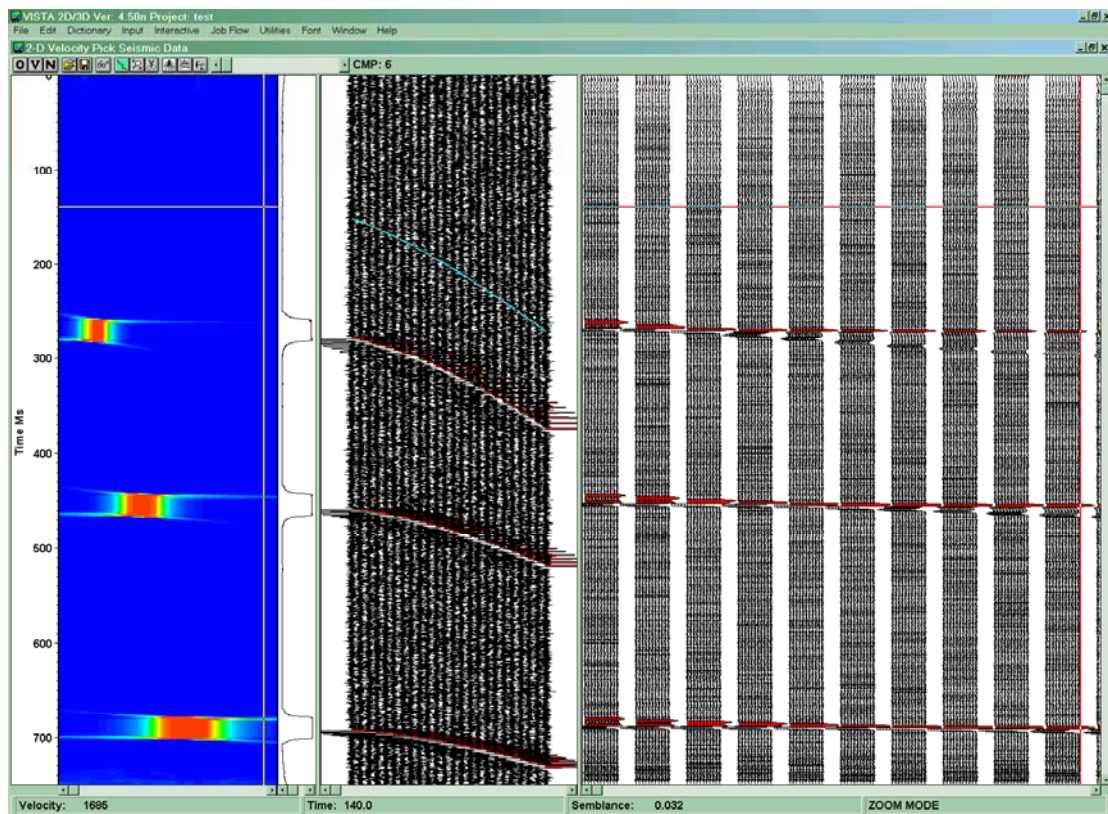 VISTA 2D/3D Ver: 4.50n Project: test
File Edit Dictionary Input Interactive Job Flow Utilities Font Window Help
2-D Velocity Pick Seismic Data
O V N CMP: 6
0
100
200
300
400
500
600
700
Time Ms
Velocity: 1685 Time: 140.0 Semblance: 0.032 ZOOM MODE